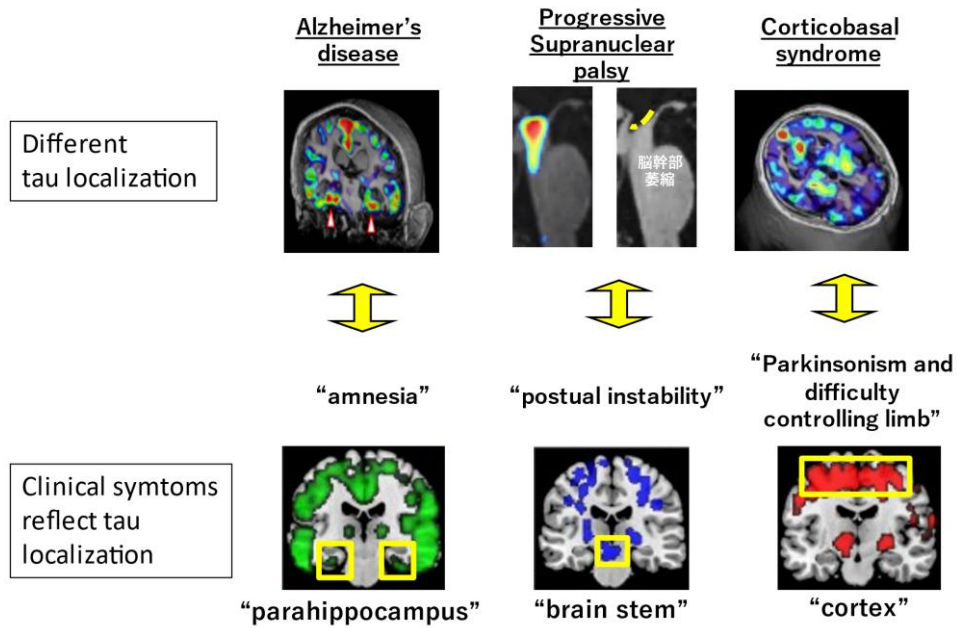 Alzheimer's
disease
Progressive
Supranuclear
palsy
Corticobasal
syndrome
Different
tau localization
脳幹部
萎縮
“amnesia”
“postual instability”
“Parkinsonism and
difficulty
controlling limb”
Clinical symtoms
reflect tau
localization
“parahippocampus”
“brain stem”
“cortex”